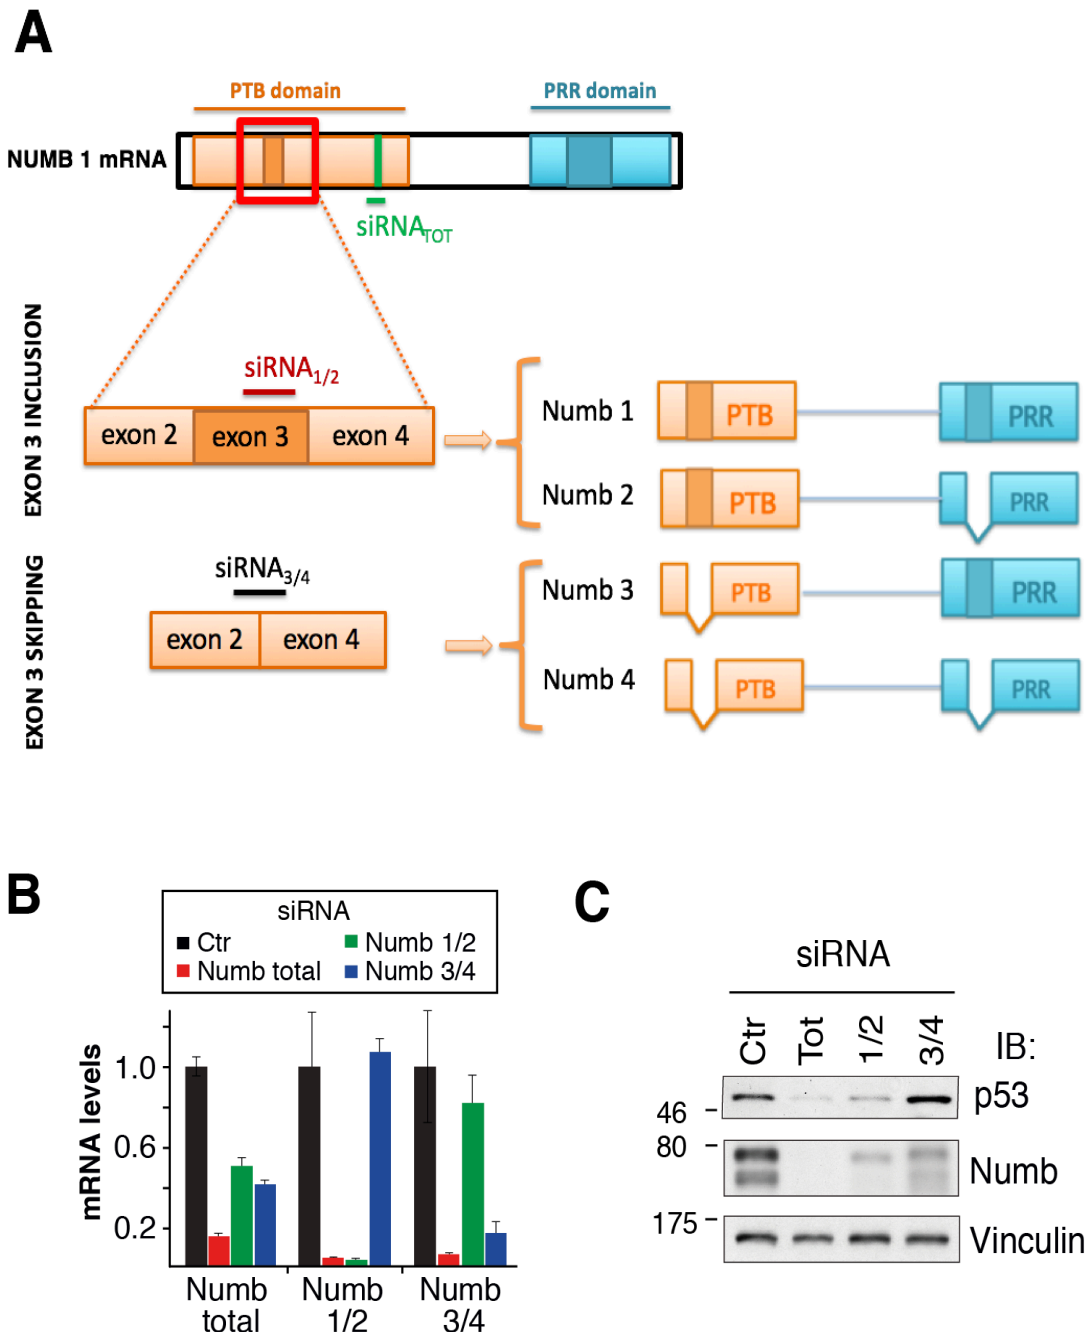 A
PTB domain
PRR domain
NUMB 1 mRNA
siRNATOT
EXON 3 INCLUSION
siRNA1/2
exon 2
exon 3
exon 4
Numb 1
PTB
PRR
Numb 2
PTB
PRR
EXON 3 SKIPPING
siRNA3/4
exon 2
exon 4
Numb 3
PTB
PRR
Numb 4
PTB
PRR
B
siRNA
Ctr
Numb 1/2
Numb total
Numb 3/4
mRNA levels
1.0
0.6
0.2
Numb total
Numb 1/2
Numb 3/4
C
siRNA
Ctr
Tot
1/2
3/4
IB:
p53
46
80
Numb
175
Vinculin